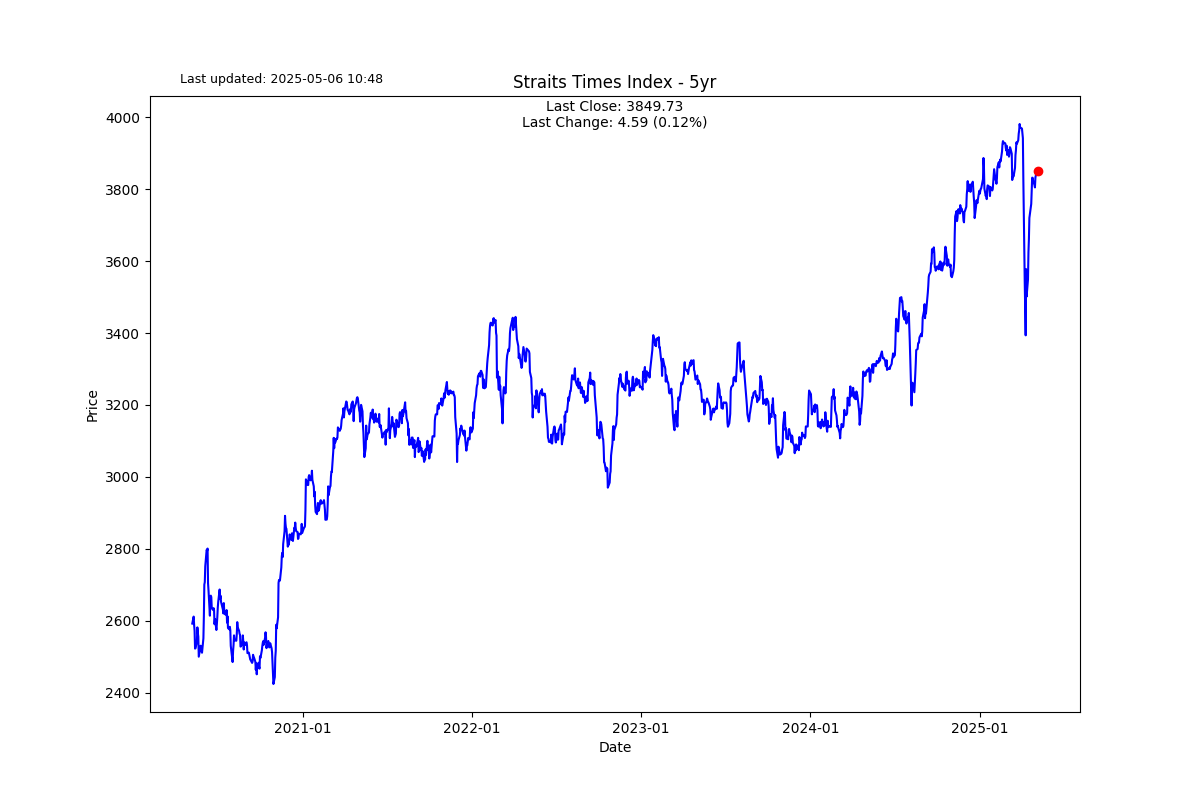 Last updated: 2025-05-06 10:48
Straits Times Index - 5yr
Last Close: 3849.73
Last Change: 4.59 (0.12%)
4000
3800
3600
3400
3200
3000
2800
2600
2400
Price
2021-01
2022-01
2023-01
2024-01
2025-01
Date